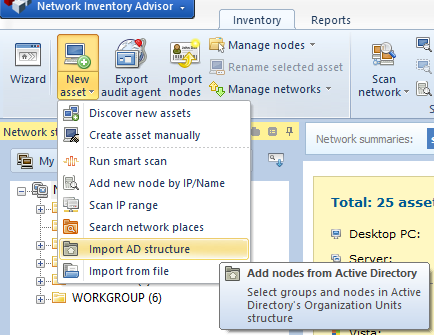 Network Inventory Advisor
Inventory
Reports
Wizard
New asset
Export audit agent
Import nodes
Manage nodes
Rename selected asset
Manage networks
Scan network
Discover new assets
Create asset manually
Run smart scan
Add new node by IP/Name
Scan IP range
Search network places
Import AD structure
Import from file
Network st
My
N
WORKGROUP (6)
Network summaries:
Total: 25 asset
Desktop PC:
Server:
Add nodes from Active Directory
Select groups and nodes in Active
Directory's Organization Units
structure